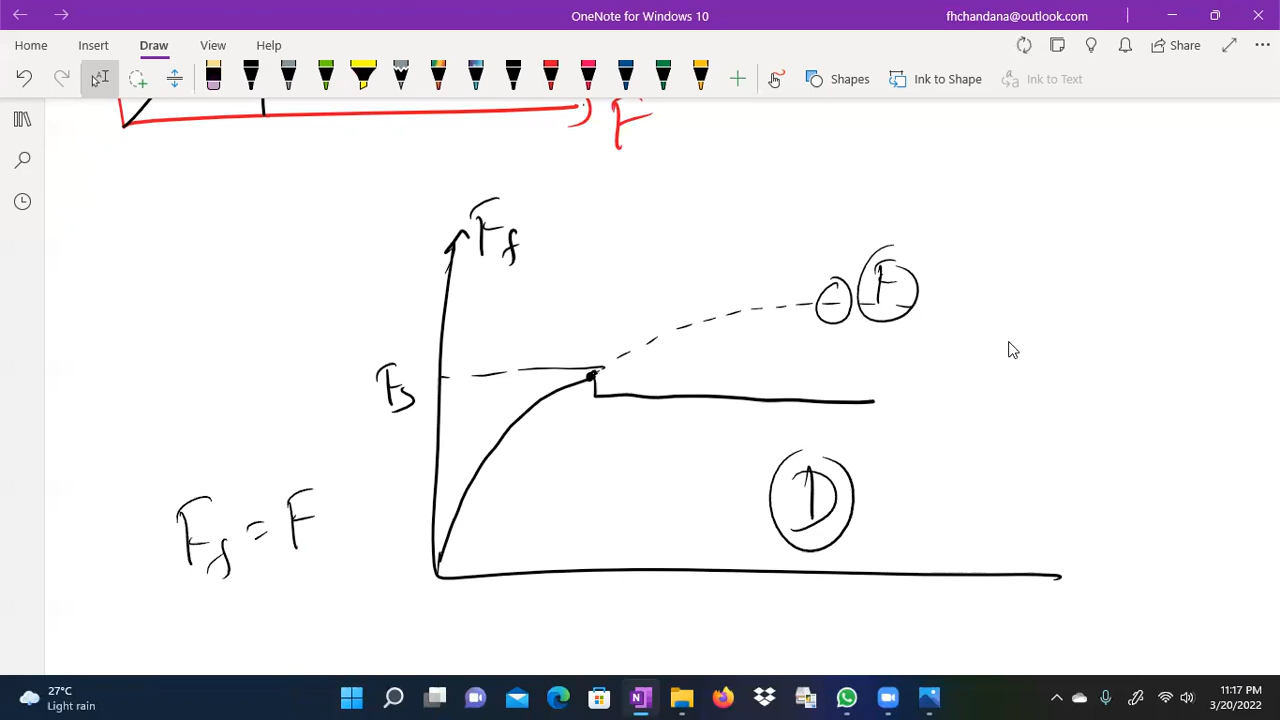 OneNote for Windows 10
fhchandana@outlook.com
Home
Insert
Draw
View
Help
Share
Shapes
Ink to Shape
Ink to Text
F
Ff
F
Fs
D
Ff = F
27°C
Light rain
11:17 PM
3/20/2022